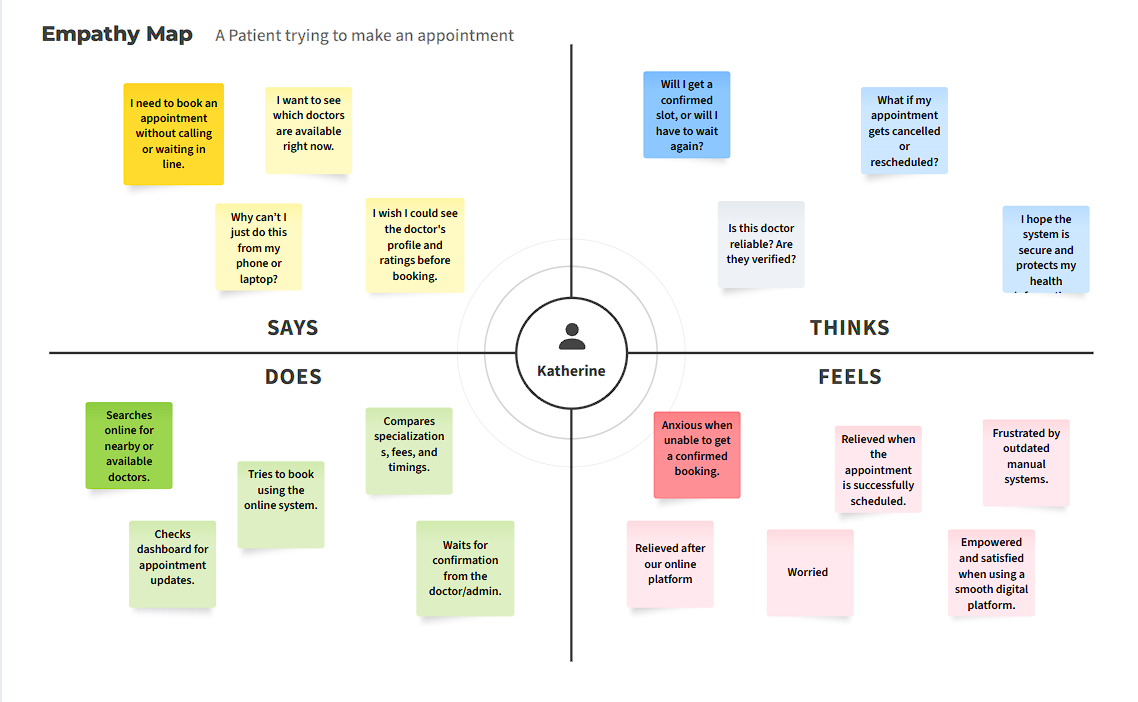 Empathy Map A Patient trying to make an appointment
I need to book an
appointment
without calling
or waiting in
line.
I want to see
which doctors
are available
right now.
Why can't I
just do this
from my
phone or
laptop?
I wish I could see
the doctor's
profile and
ratings before
booking.
SAYS
Will I get a
confirmed
slot, or will I
have to wait
again?
What if my
appointment
gets cancelled
or
rescheduled?
Is this doctor
reliable? Are
they verified?
I hope the
system is
secure and
protects my
health
THINKS
Katherine
DOES
Searches
online for
nearby or
available
doctors.
Tries to book
using the
online system.
Compares
specialization
s, fees, and
timings.
Checks
dashboard for
appointment
updates.
Waits for
confirmation
from the
doctor/admin.
FEELS
Anxious when
unable to get
a confirmed
booking.
Relieved when
the
appointment
is successfully
scheduled.
Frustrated by
outdated
manual
systems.
Relieved after
our online
platform
Worried
Empowered
and satisfied
when using a
smooth digital
platform.